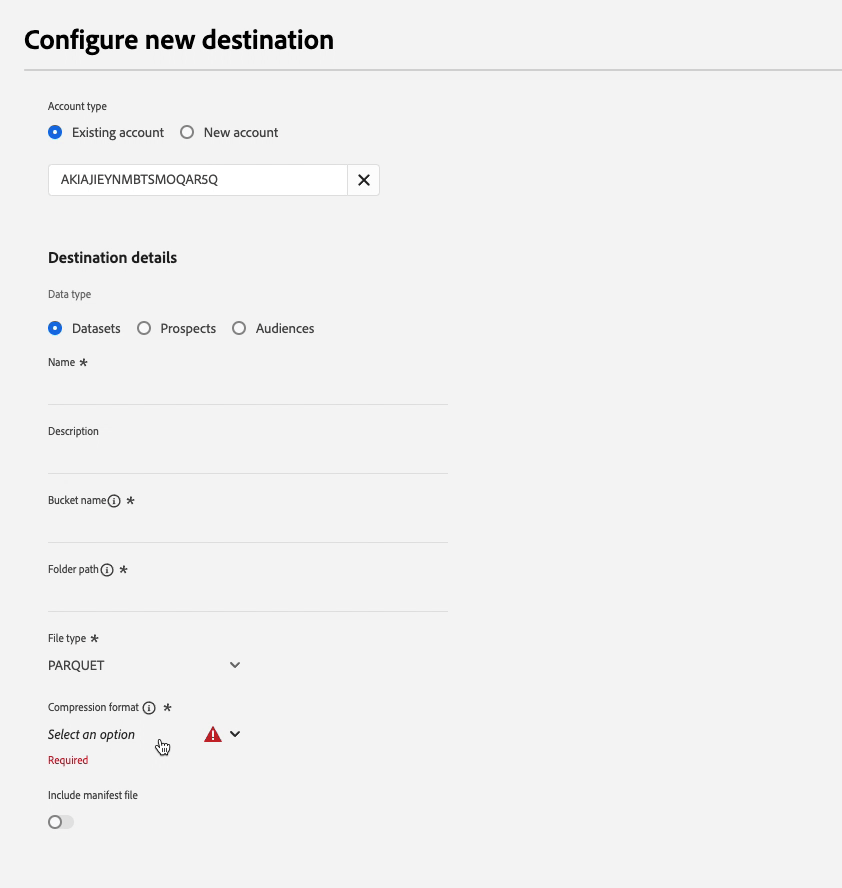 Configure new destination
Account type
Existing account New account
AKIAJIEYNMBTSMOQAR5Q
Destination details
Data type
Datasets Prospects Audiences
Name *
Description
Bucket name *
Folder path *
File type *
PARQUET
Compression format *
Select an option
Required
Include manifest file